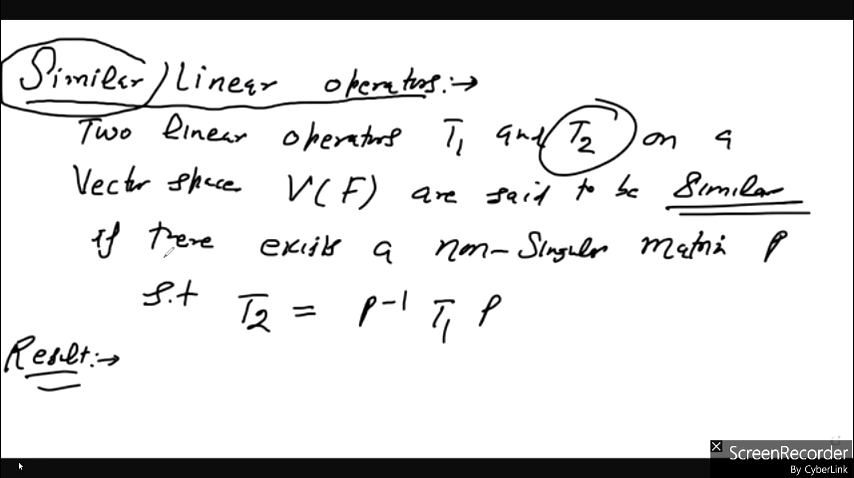 Similar / Linear operators:→
Two linear operators T₁ and T₂ on a
Vector space V(F) are said to be Similar
if there exists a non-Singular matrix P
s.t T₂ = P⁻¹ T₁ P
Result:→
ScreenRecorder
By CyberLink